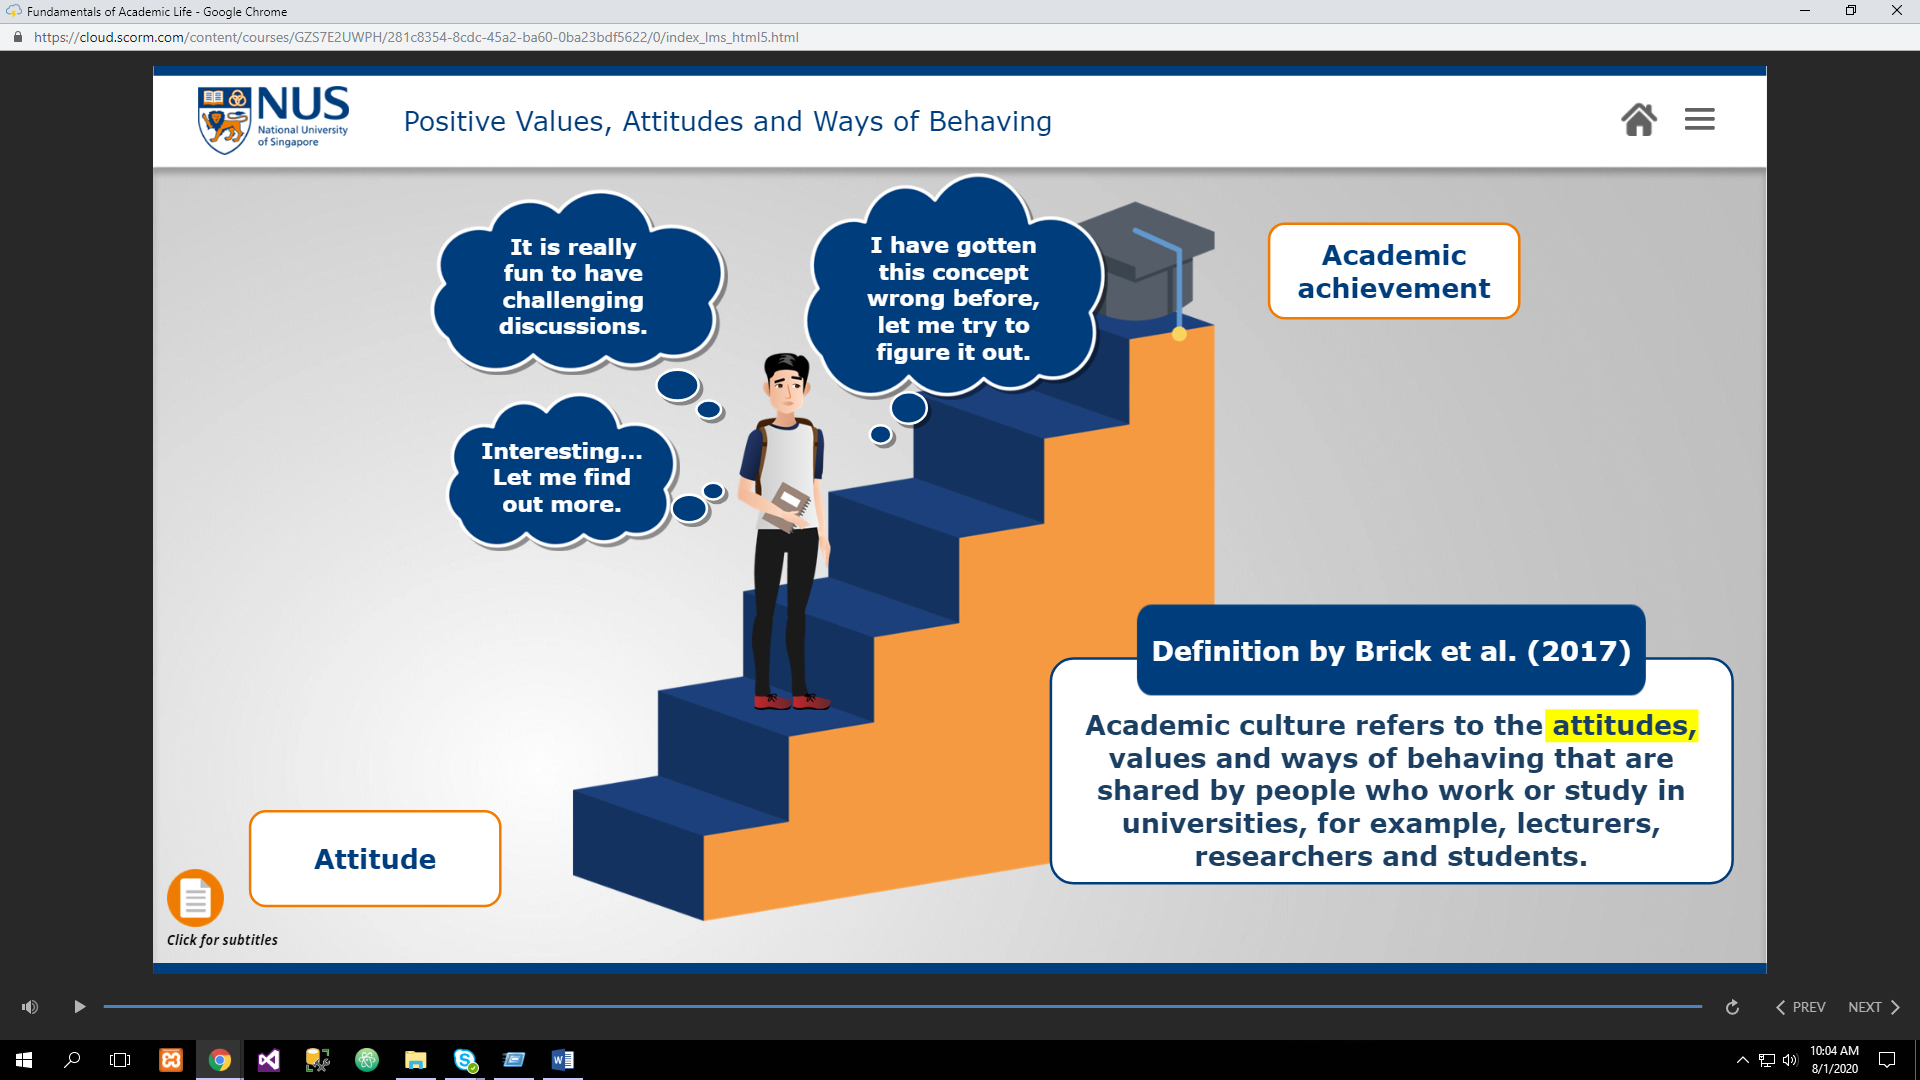 Fundamentals of Academic Life - Google Chrome
https://cloud.scorm.com/content/courses/GZS7E2UWPH/281c8354-8cdc-45a2-ba60-0ba23bdf5622/0/index_lms_html5.html
NUS
National University
of Singapore
Positive Values, Attitudes and Ways of Behaving
It is really
fun to have
challenging
discussions.
I have gotten
this concept
wrong before,
let me try to
figure it out.
Academic
achievement
Interesting...
Let me find
out more.
Definition by Brick et al. (2017)
Academic culture refers to the attitudes,
values and ways of behaving that are
shared by people who work or study in
universities, for example, lecturers,
researchers and students.
Attitude
Click for subtitles
PREV
NEXT
10:04 AM
8/1/2020